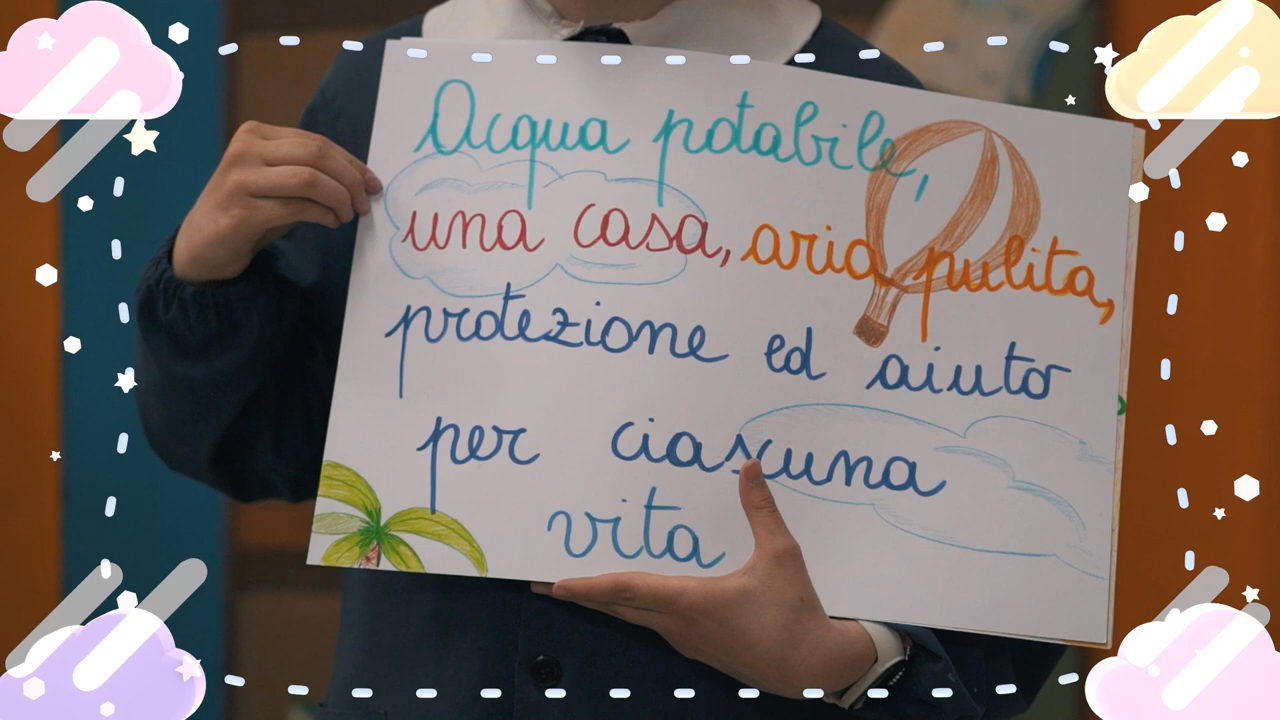 Acqua potabile,
una casa, aria pulita,
protezione ed aiuto
per ciascuna
vita